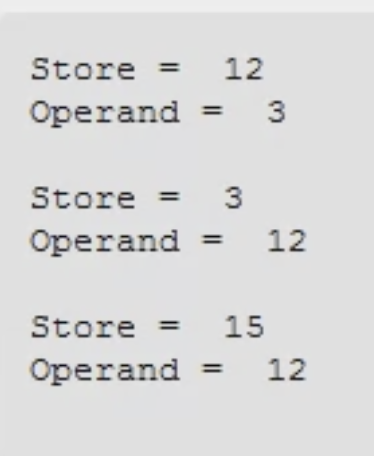 Store =  12
Operand =  3
Store =  3
Operand =  12
Store =  15
Operand =  12